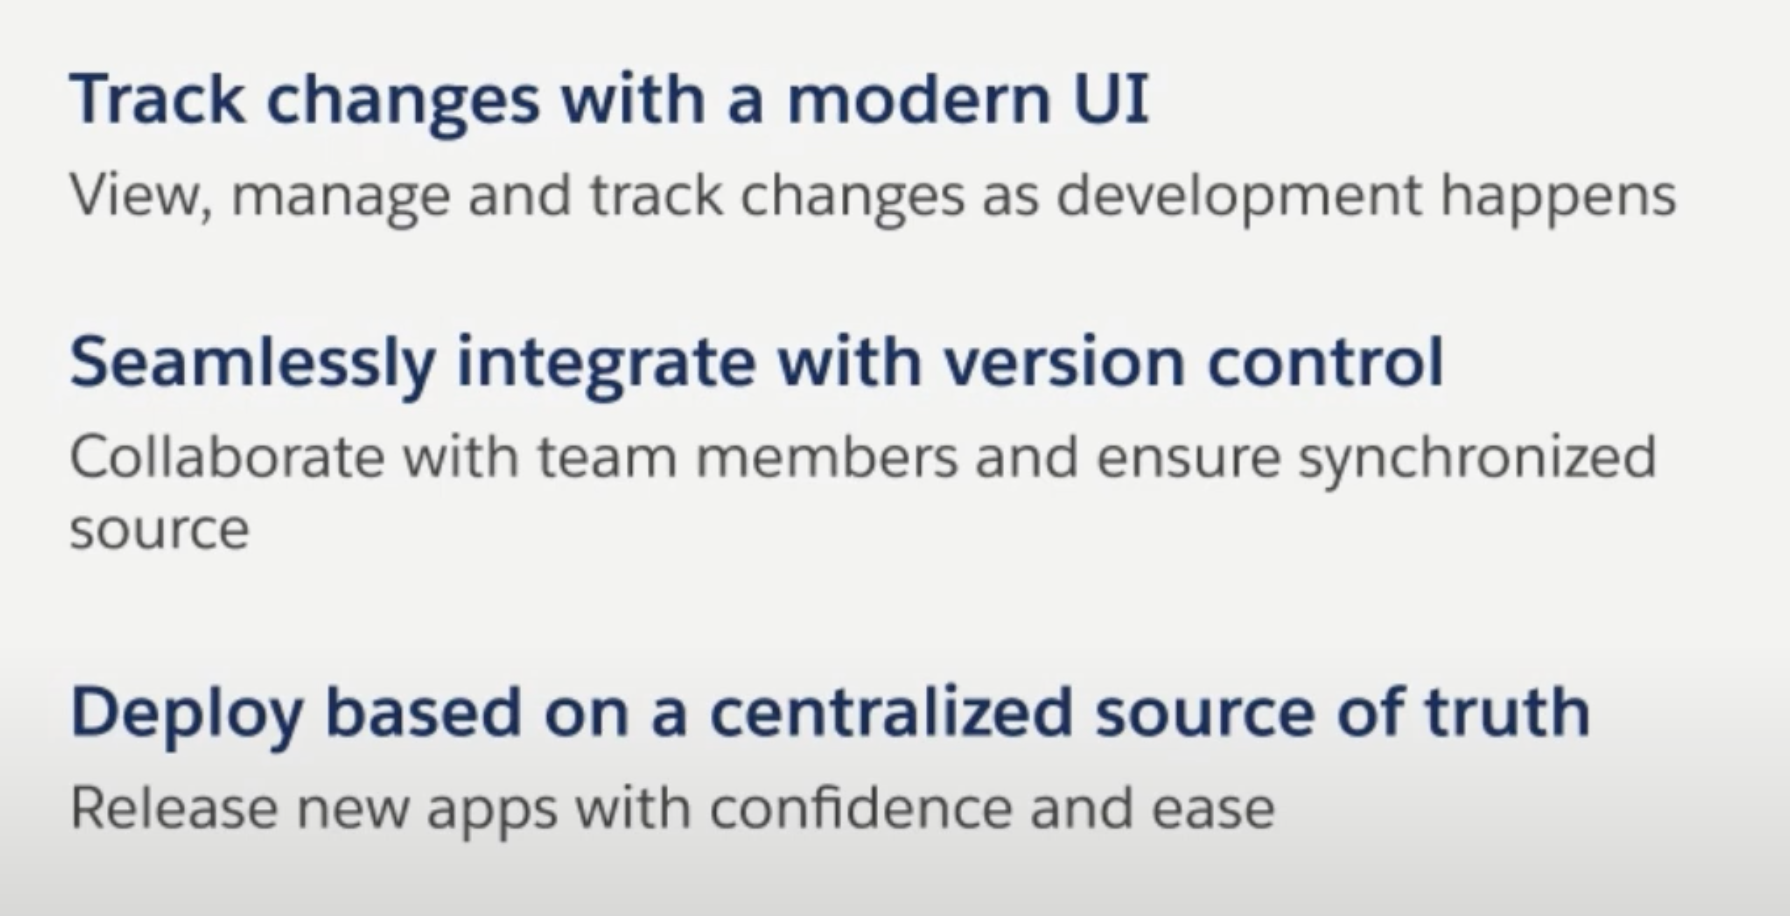 Track changes with a modern UI
View, manage and track changes as development happens
Seamlessly integrate with version control
Collaborate with team members and ensure synchronized
source
Deploy based on a centralized source of truth
Release new apps with confidence and ease